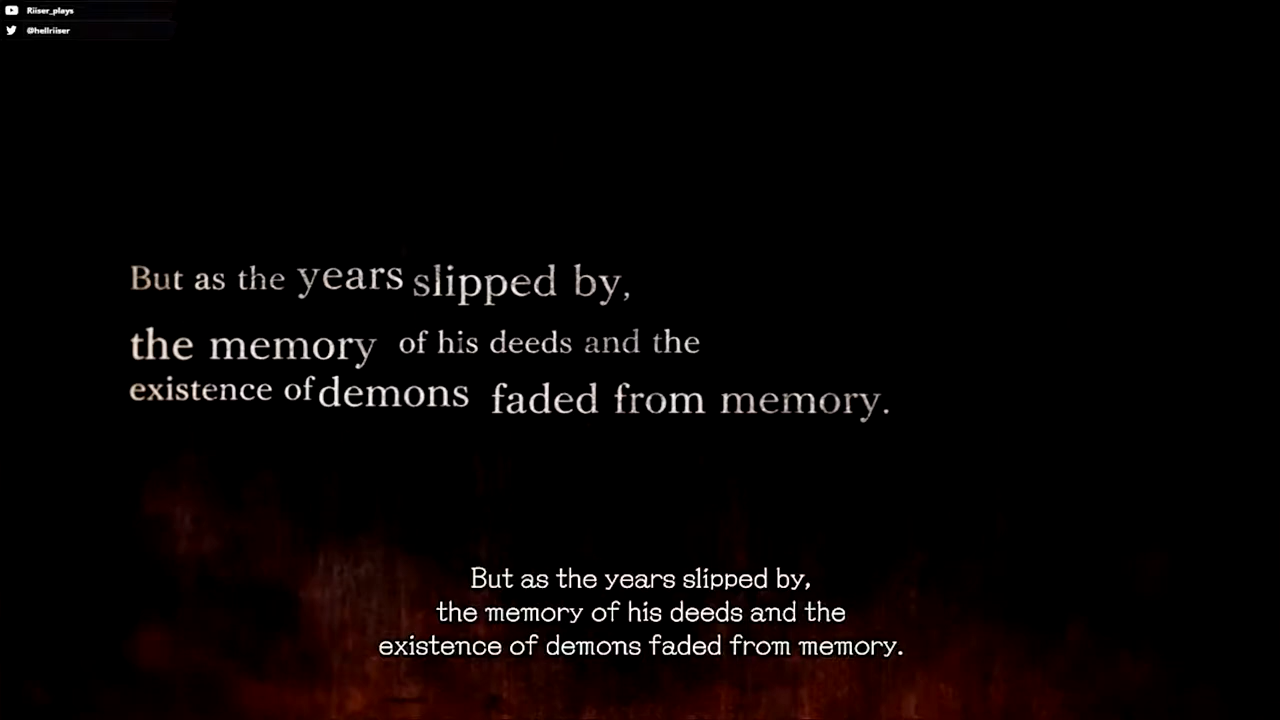 Riiser_plays
@hellriiser
But as the years slipped by,
the memory of his deeds and the
existence of demons faded from memory.
But as the years slipped by,
the memory of his deeds and the
existence of demons faded from memory.